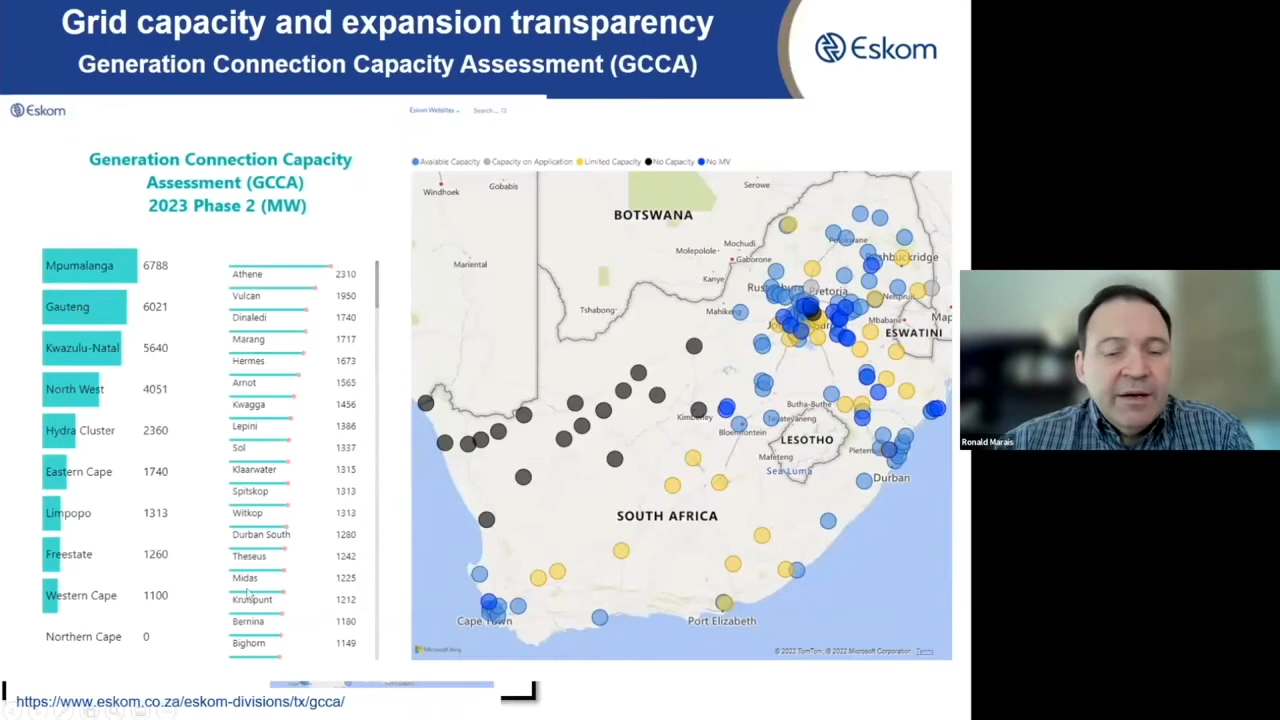 Grid capacity and expansion transparency
Generation Connection Capacity Assessment (GCCA)
Eskom
Eskom
Eskom Websites
Search...
Generation Connection Capacity
Assessment (GCCA)
2023 Phase 2 (MW)
Mpumalanga 6788
Gauteng 6021
Kwazulu-Natal 5640
North West 4051
Hydra Cluster 2360
Eastern Cape 1740
Limpopo 1313
Freestate 1260
Western Cape 1100
Northern Cape 0
Athene 2310
Vulcan 1950
Dinaledi 1740
Marang 1717
Hermes 1673
Arnot 1565
Kwagga 1456
Lepini 1386
Sol 1337
Klaarwater 1315
Spitskop 1313
Witkop 1313
Durban South 1280
Theseus 1242
Midas 1225
Kruispunt 1212
Bernina 1180
Bighorn 1149
Available Capacity Capacity on Application Limited Capacity No Capacity No MV
Windhoek
Gobabis
Serowe
BOTSWANA
Mochudi
Molepolole
Gaborone
Mariental
Kanye
Pretoria
Tshabong
Mahikeng
Mbabane
ESWATINI
Butha-Buthe
Kimberley
Teyateyaneng
Bloemfontein
LESOTHO
Mafeteng
Durban
SOUTH AFRICA
Cape Town
Port Elizabeth
Microsoft Bing
© 2022 TomTom, © 2022 Microsoft Corporation Terms
https://www.eskom.co.za/eskom-divisions/tx/gcca/
Ronald Marais